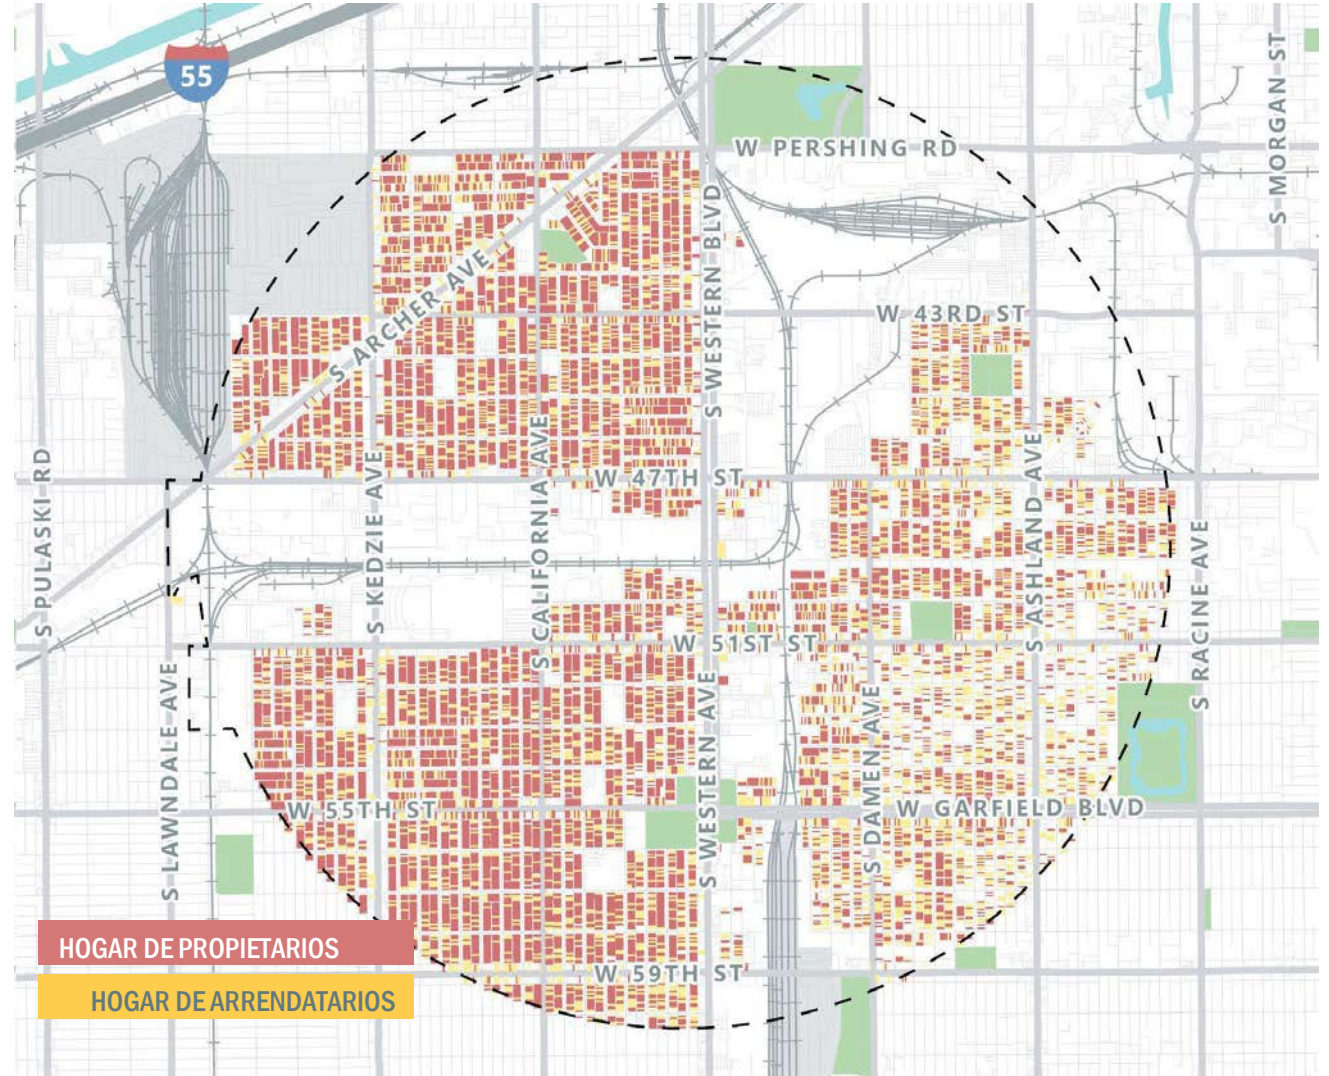 55
W PERSHING RD
S MORGAN ST
S WESTERN BLVD
S ARCHER AVE
W 43RD ST
S PULASKI RD
S KEDZIE AVE
S CALIFORNIA AVE
W 47TH ST
S ASHLAND AVE
S RACINE AVE
W 51ST ST
S LAWNDALE AVE
S WESTERN AVE
S DAMEN AVE
W 55TH ST
W GARFIELD BLVD
HOGAR DE PROPIETARIOS
HOGAR DE ARRENDATARIOS
W 59TH ST